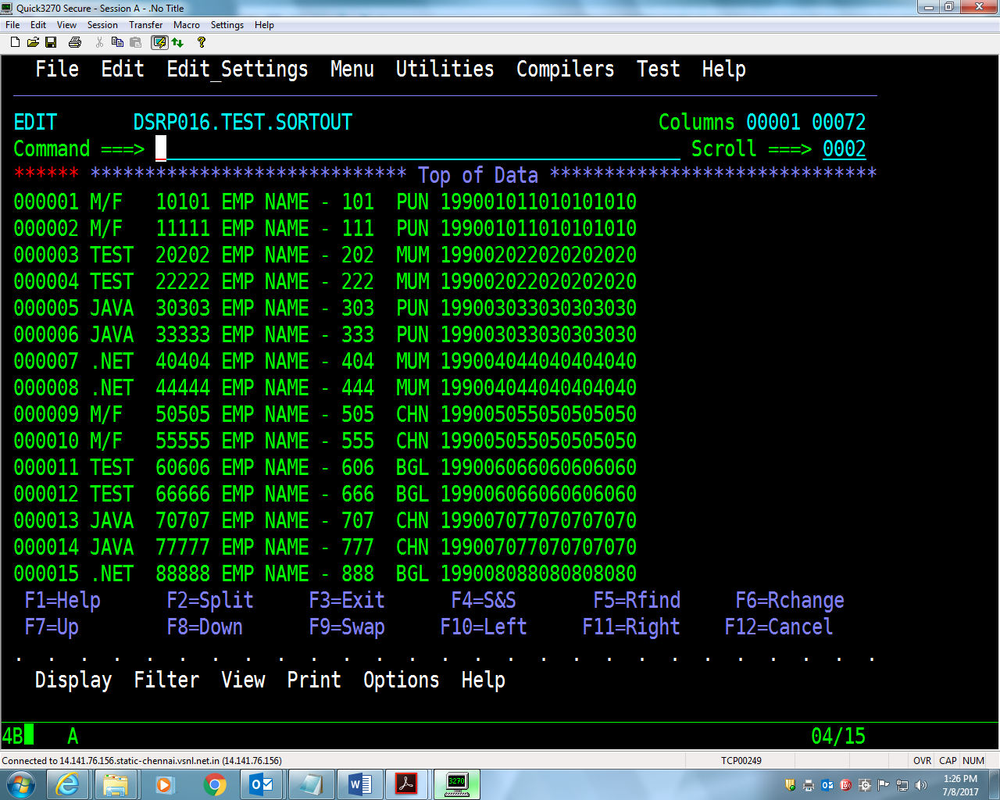 Quick3270 Secure - Session A - .No Title
File Edit View Session Transfer Macro Settings Help
File Edit Edit_Settings Menu Utilities Compilers Test Help
EDIT DSRP016.TEST.SORTOUT Columns 00001 00072
Command ===> Scroll ===> 0002
****** ***************************** Top of Data ******************************
000001 M/F 10101 EMP NAME - 101 PUN 199001011010101010
000002 M/F 11111 EMP NAME - 111 PUN 199001011010101010
000003 TEST 20202 EMP NAME - 202 MUM 199002022020202020
000004 TEST 22222 EMP NAME - 222 MUM 199002022020202020
000005 JAVA 30303 EMP NAME - 303 PUN 199003033030303030
000006 JAVA 33333 EMP NAME - 333 PUN 199003033030303030
000007 .NET 40404 EMP NAME - 404 MUM 199004044040404040
000008 .NET 44444 EMP NAME - 444 MUM 199004044040404040
000009 M/F 50505 EMP NAME - 505 CHN 199005055050505050
000010 M/F 55555 EMP NAME - 555 CHN 199005055050505050
000011 TEST 60606 EMP NAME - 606 BGL 199006066060606060
000012 TEST 66666 EMP NAME - 666 BGL 199006066060606060
000013 JAVA 70707 EMP NAME - 707 CHN 199007077070707070
000014 JAVA 77777 EMP NAME - 777 CHN 199007077070707070
000015 .NET 88888 EMP NAME - 888 BGL 199008088080808080
F1=Help F2=Split F3=Exit F4=S&S F5=Rfind F6=Rchange
F7=Up F8=Down F9=Swap F10=Left F11=Right F12=Cancel
. . . . . . . . . . . . . . . . . . . . . . . . . . .
Display Filter View Print Options Help
4B A 04/15
Connected to 14.141.76.156.static-chennai.vsnl.net.in (14.141.76.156) TCP00249 OVR CAP NUM
3270
1:26 PM
7/8/2017